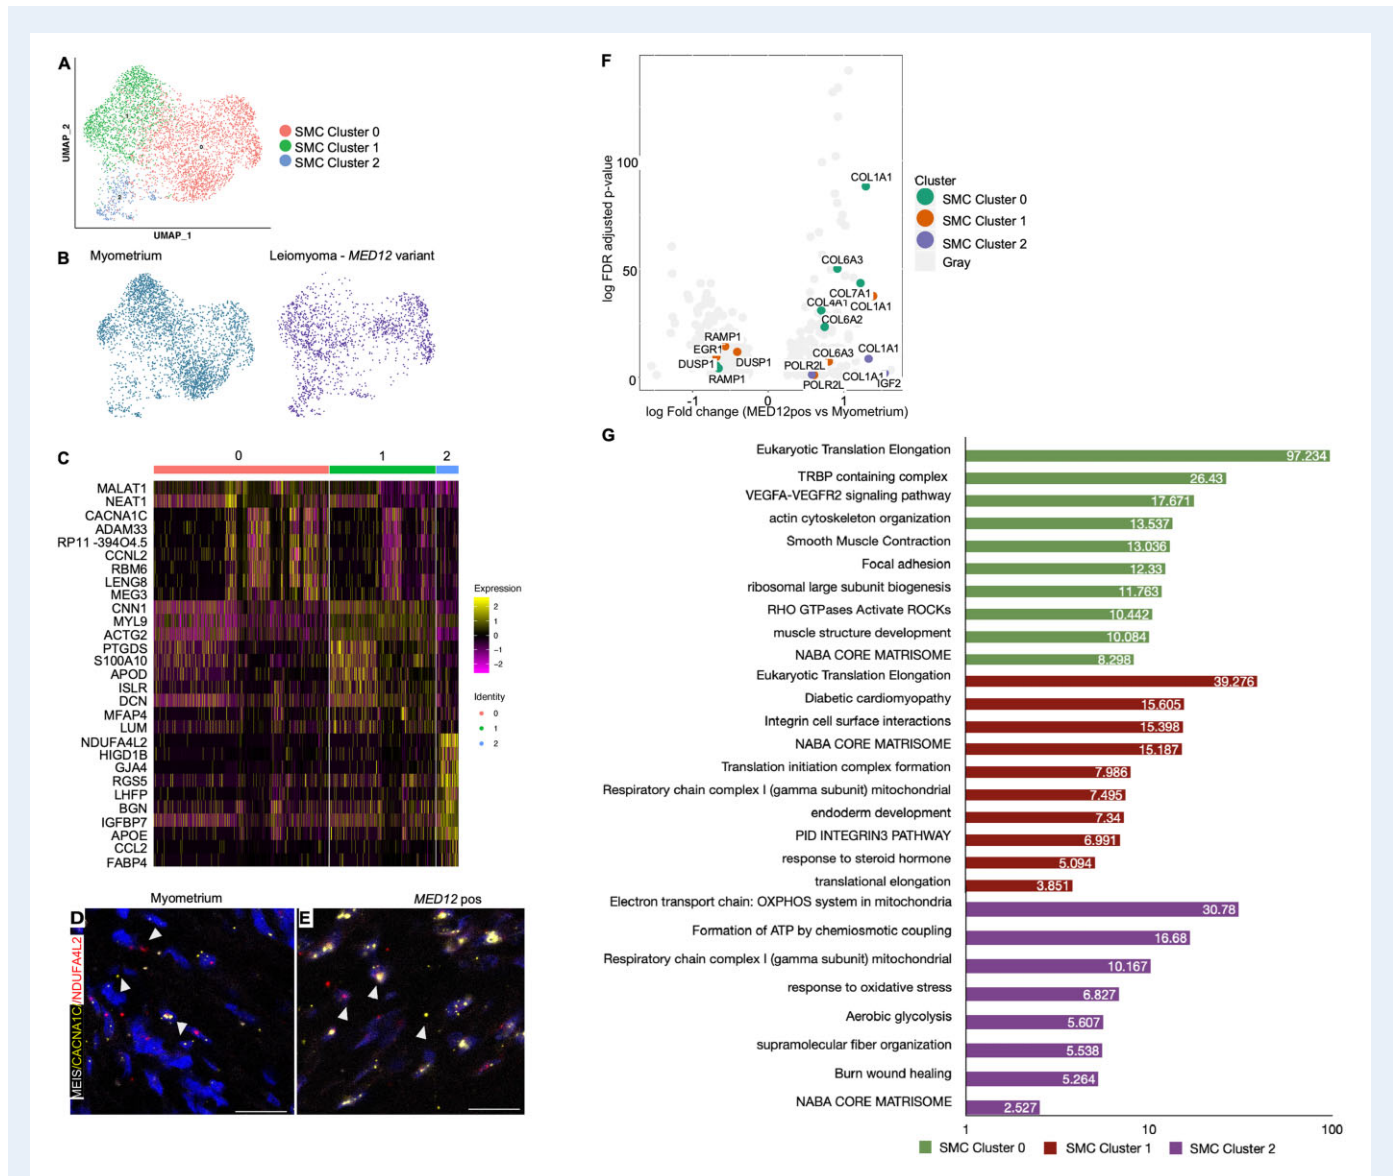 A
UMAP_2
UMAP_1
0
1
2
SMC Cluster 0
SMC Cluster 1
SMC Cluster 2
B
Myometrium
Leiomyoma - MED12 variant
C
0 1 2
MALAT1
NEAT1
CACNA1C
ADAM33
RP11 -394O4.5
CCNL2
RBM6
LENG8
MEG3
CNN1
MYL9
ACTG2
PTGDS
S100A10
APOD
ISLR
DCN
MFAP4
LUM
NDUFA4L2
HIGD1B
GJA4
RGS5
LHFP
BGN
IGFBP7
APOE
CCL2
FABP4
Expression
2
1
0
−1
−2
Identity
0
1
2
Myometrium
MED12 pos
D
E
MEIS/CACNA1C/NDUFA4L2
F
log FDR adjusted p-value
100
50
0
-1 0 1
log Fold change (MED12pos vs Myometrium)
COL1A1
COL6A3
COL7A1
COL4A1
COL1A1
COL6A2
RAMP1
EGR1
DUSP1
DUSP1
RAMP1
COL1A1
COL6A3
POLR2L
COL1A1
POLR2L
IGF2
Cluster
SMC Cluster 0
SMC Cluster 1
SMC Cluster 2
Gray
G
Eukaryotic Translation Elongation 97.234
TRBP containing complex 26.43
VEGFA-VEGFR2 signaling pathway 17.671
actin cytoskeleton organization 13.537
Smooth Muscle Contraction 13.036
Focal adhesion 12.33
ribosomal large subunit biogenesis 11.763
RHO GTPases Activate ROCKs 10.442
muscle structure development 10.084
NABA CORE MATRISOME 8.298
Eukaryotic Translation Elongation 39.276
Diabetic cardiomyopathy 15.605
Integrin cell surface interactions 15.398
NABA CORE MATRISOME 15.187
Translation initiation complex formation 7.986
Respiratory chain complex I (gamma subunit) mitochondrial 7.495
endoderm development 7.34
PID INTEGRIN3 PATHWAY 6.991
response to steroid hormone 5.094
translational elongation 3.851
Electron transport chain: OXPHOS system in mitochondria 30.78
Formation of ATP by chemiosmotic coupling 16.68
Respiratory chain complex I (gamma subunit) mitochondrial 10.167
response to oxidative stress 6.827
Aerobic glycolysis 5.607
supramolecular fiber organization 5.538
Burn wound healing 5.264
NABA CORE MATRISOME 2.527
1 10 100
SMC Cluster 0 SMC Cluster 1 SMC Cluster 2